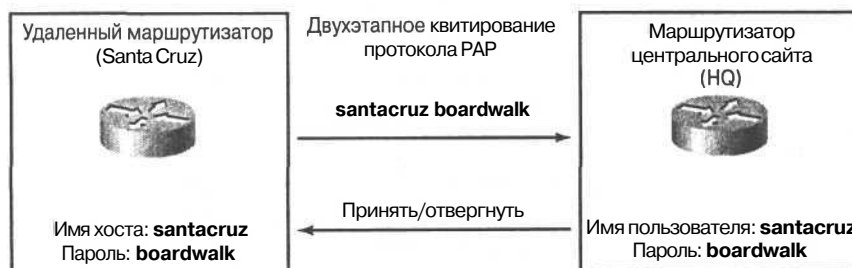 Удаленный маршрутизатор
(Santa Cruz)
Двухэтапное квитирование
протокола PAP
Маршрутизатор
центрального сайта
(HQ)
santacruz boardwalk
Принять/отвергнуть
Имя хоста: santacruz
Пароль: boardwalk
Имя пользователя: santacruz
Пароль: boardwalk